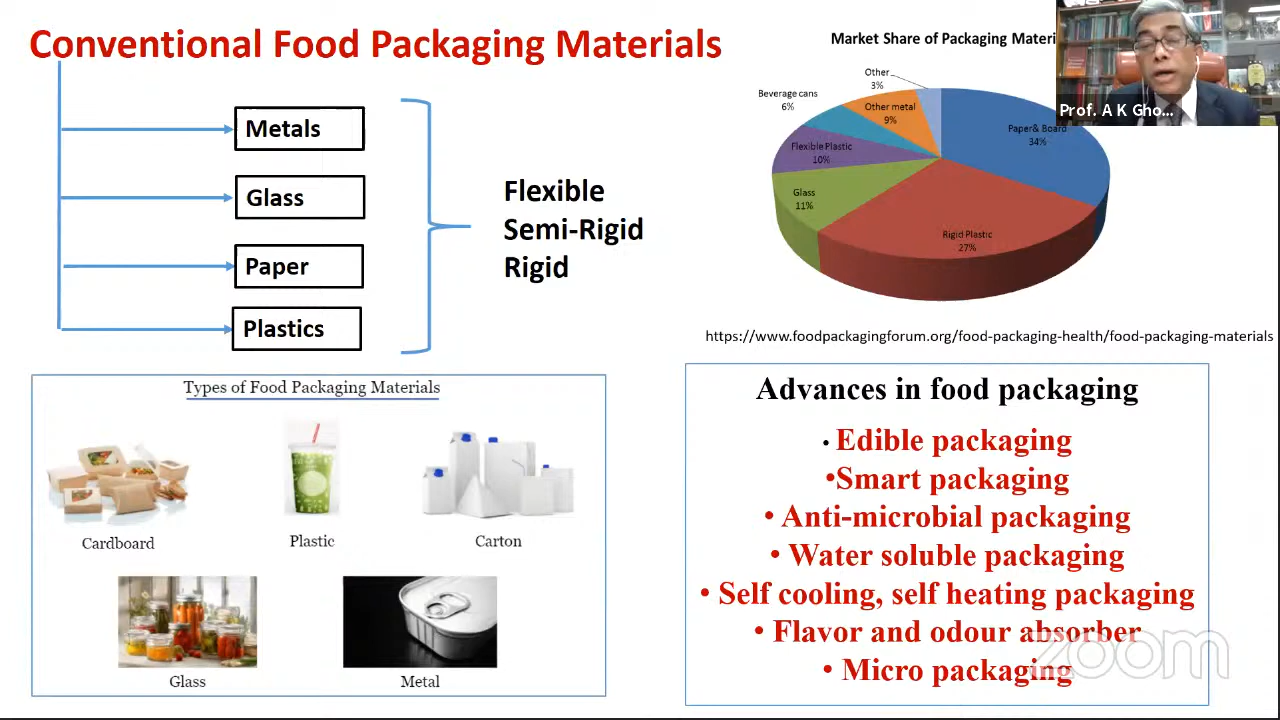 Conventional Food Packaging Materials
Metals
Glass
Paper
Plastics
Flexible
Semi-Rigid
Rigid
Market Share of Packaging Materi
Other
3%
Beverage cans
6%
Other metal
9%
Flexible Plastic
10%
Glass
11%
Paper& Board
34%
Rigid Plastic
27%
Prof. A K Gho...
https://www.foodpackagingforum.org/food-packaging-health/food-packaging-materials
Types of Food Packaging Materials
Cardboard
Plastic
Carton
Glass
Metal
Advances in food packaging
• Edible packaging
•Smart packaging
• Anti-microbial packaging
• Water soluble packaging
• Self cooling, self heating packaging
• Flavor and odour absorber
• Micro packaging
zoom